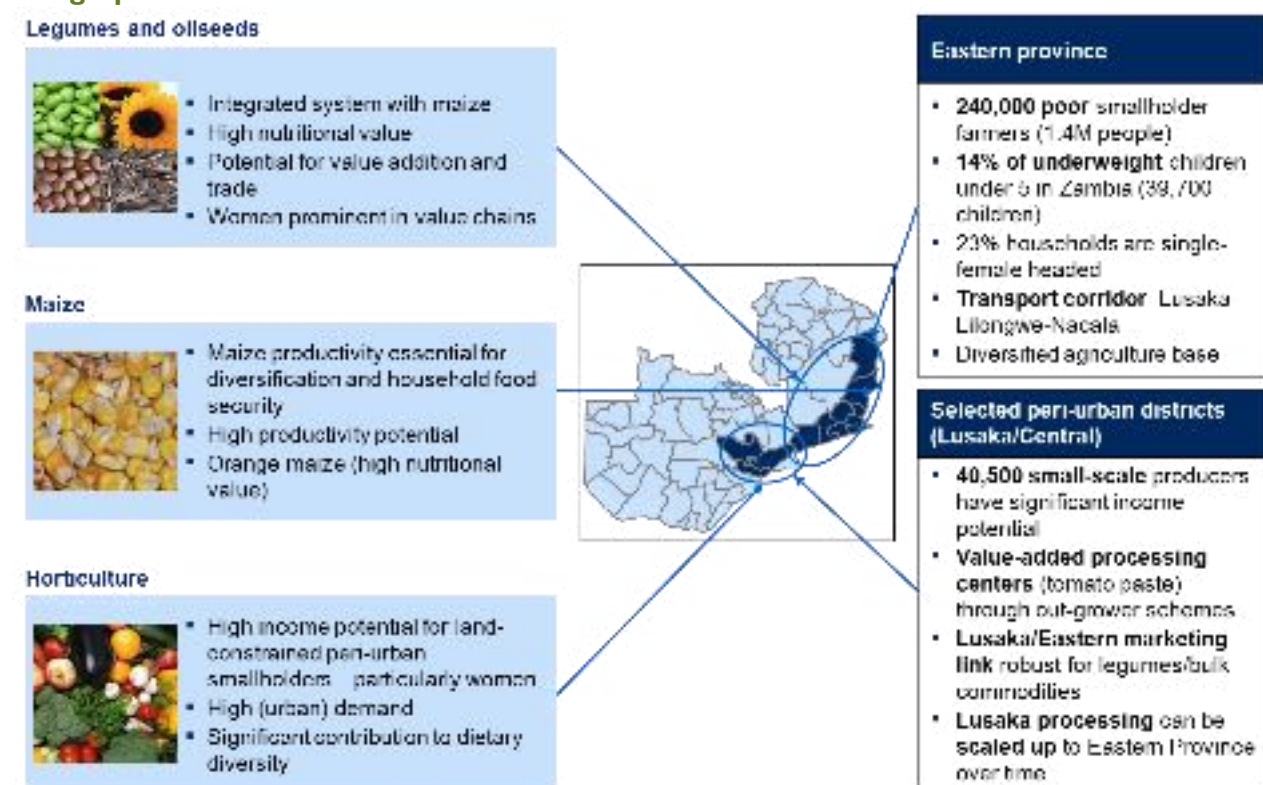 Legumes and oilseeds
• Integrated system with maize
• High nutritional value
• Potential for value addition and
trade
• Women prominent in value chains
Maize
• Maize productivity essential for
diversification and household food
security
• High productivity potential
• Orange maize (high nutritional
value)
Horticulture
• High income potential for land-
constrained peri-urban
smallholders – particularly women
• High (urban) demand
• Significant contribution to dietary
diversity
Eastern province
• 240,000 poor smallholder
farmers (1.4M people)
• 14% of underweight children
under 5 in Zambia (39,700
children)
• 23% households are single-
female headed
• Transport corridor Lusaka
Lilongwe-Nacala
• Diversified agriculture base
Selected peri-urban districts
(Lusaka/Central)
• 40,500 small-scale producers
have significant income
potential
• Value-added processing
centers (tomato paste)
through out-grower schemes
• Lusaka/Eastern marketing
link robust for legumes/bulk
commodities
• Lusaka processing can be
scaled up to Eastern Province
over time